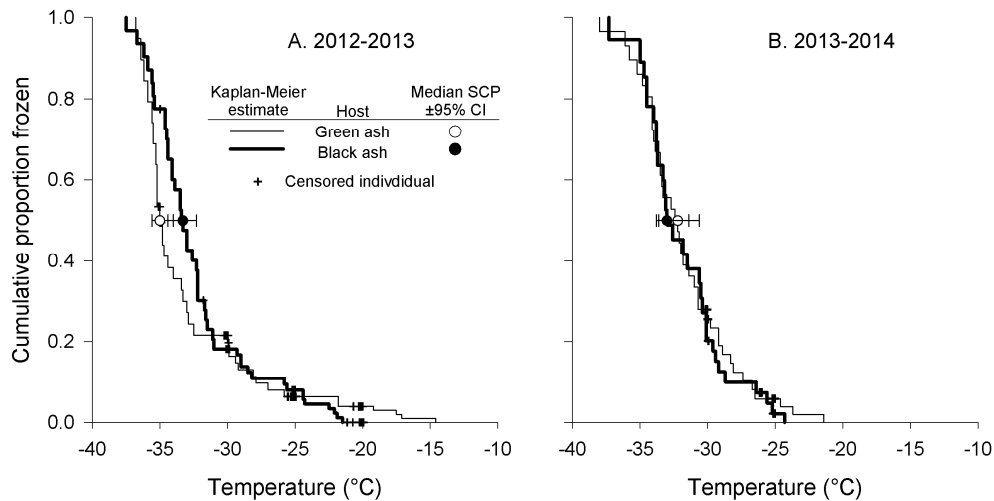 A. 2012-2013
Kaplan-Meier estimate
Host
Median SCP ±95% CI
Green ash
Black ash
Censored indivdidual
Cumulative proportion frozen
1.0
0.8
0.6
0.4
0.2
0.0
-40
-35
-30
-25
-20
-15
-10
Temperature (°C)
B. 2013-2014
-40
-35
-30
-25
-20
-15
-10
Temperature (°C)